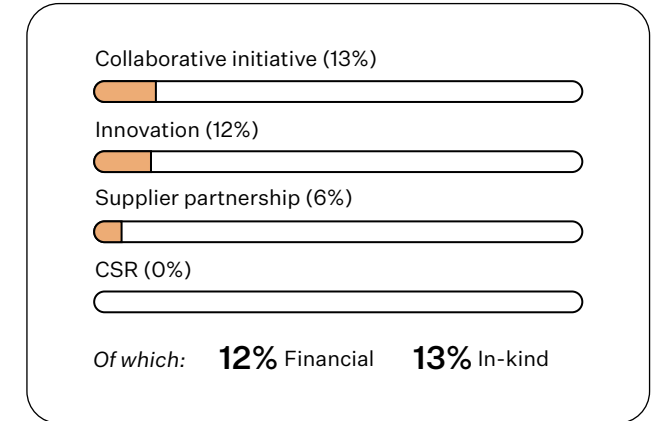 Collaborative initiative (13%)
Innovation (12%)
Supplier partnership (6%)
CSR (0%)
Of which: 12% Financial 13% In-kind